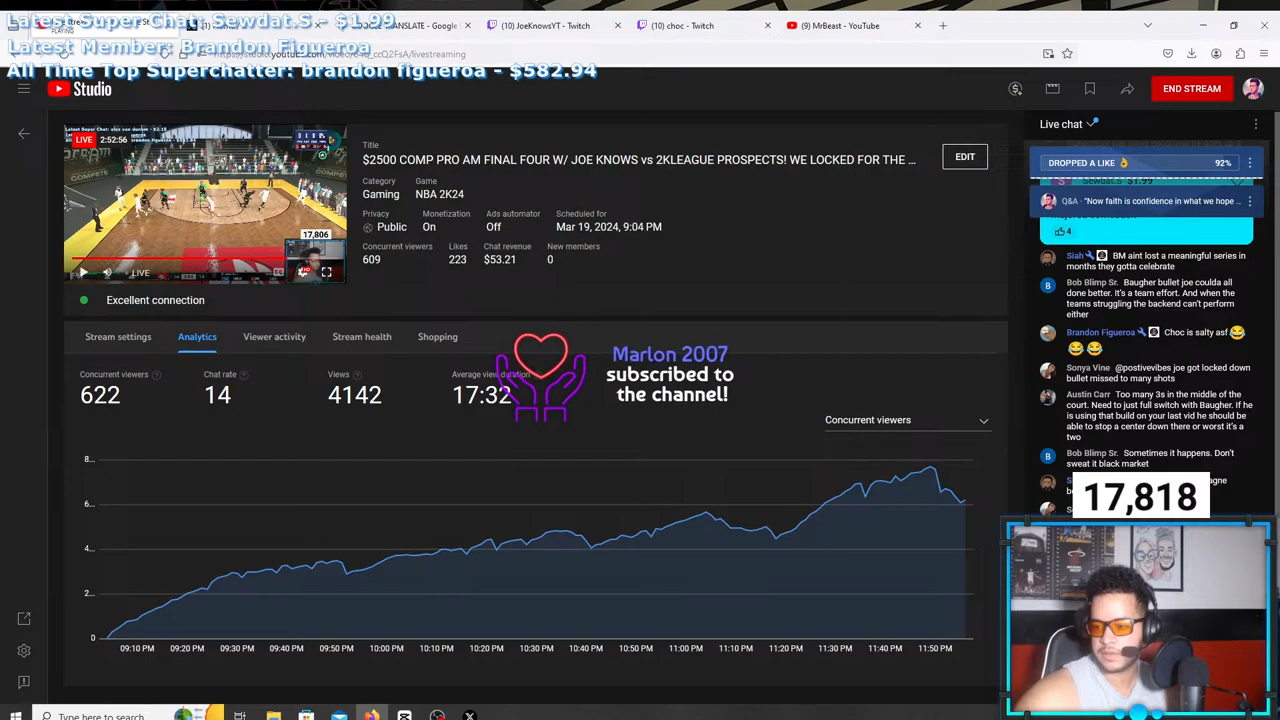 Latest Super Chat: Sewdat.S - $1.99
Latest Member: Brandon Figueroa
All Time Top Superchatter: brandon figueroa - $582.94
PLAYING
TRANSLATE - Google
(10) JoeKnowsYT - Twitch
(10) choc - Twitch
(9) MrBeast - YouTube
Studio
END STREAM
LIVE 2:52:56
17,806
LIVE
Title
$2500 COMP PRO AM FINAL FOUR W/ JOE KNOWS vs 2KLEAGUE PROSPECTS! WE LOCKED FOR THE ...
EDIT
Category
Gaming
Game
NBA 2K24
Privacy
Public
Monetization
On
Ads automator
Off
Scheduled for
Mar 19, 2024, 9:04 PM
Concurrent viewers
609
Likes
223
Chat revenue
$53.21
New members
0
Excellent connection
Stream settings
Analytics
Viewer activity
Stream health
Shopping
Concurrent viewers
622
Chat rate
14
Views
4142
Average view duration
17:32
Marlon 2007
subscribed to
the channel!
Concurrent viewers
8...
6...
4...
2...
0
09:10 PM 09:20 PM 09:30 PM 09:40 PM 09:50 PM 10:00 PM 10:10 PM 10:20 PM 10:30 PM 10:40 PM 10:50 PM 11:00 PM 11:10 PM 11:20 PM 11:30 PM 11:40 PM 11:50 PM
Live chat
DROPPED A LIKE 👌 92%
Sewdat.S $1.99
Q&A · "Now faith is confidence in what we hope ...
4
Siah BM aint lost a meaningful series in
months they gotta celebrate
Bob Blimp Sr. Baugher bullet joe coulda all
done better. It's a team effort. And when the
teams struggling the backend can't perform
either
Brandon Figueroa Choc is salty asf😂
😂😂
Sonya Vine @postivevibes joe got locked down
bullet missed to many shots
Austin Carr Too many 3s in the middle of the
court. Need to just full switch with Baugher. If he
is using that build on your last vid he should be
able to stop a center down there or worst it's a
two
Bob Blimp Sr. Sometimes it happens. Don't
sweat it black market
17,818
Type here to search